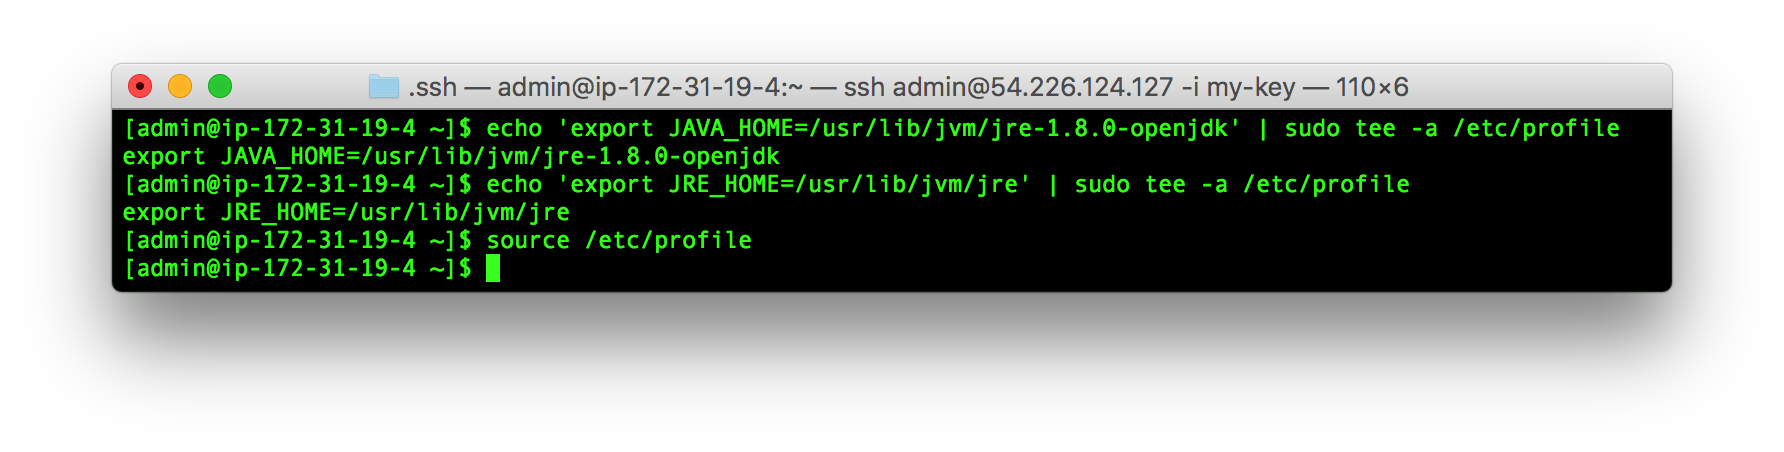 .ssh — admin@ip-172-31-19-4:~ — ssh admin@54.226.124.127 -i my-key — 110×6
[admin@ip-172-31-19-4 ~]$ echo 'export JAVA_HOME=/usr/lib/jvm/jre-1.8.0-openjdk' | sudo tee -a /etc/profile
export JAVA_HOME=/usr/lib/jvm/jre-1.8.0-openjdk
[admin@ip-172-31-19-4 ~]$ echo 'export JRE_HOME=/usr/lib/jvm/jre' | sudo tee -a /etc/profile
export JRE_HOME=/usr/lib/jvm/jre
[admin@ip-172-31-19-4 ~]$ source /etc/profile
[admin@ip-172-31-19-4 ~]$